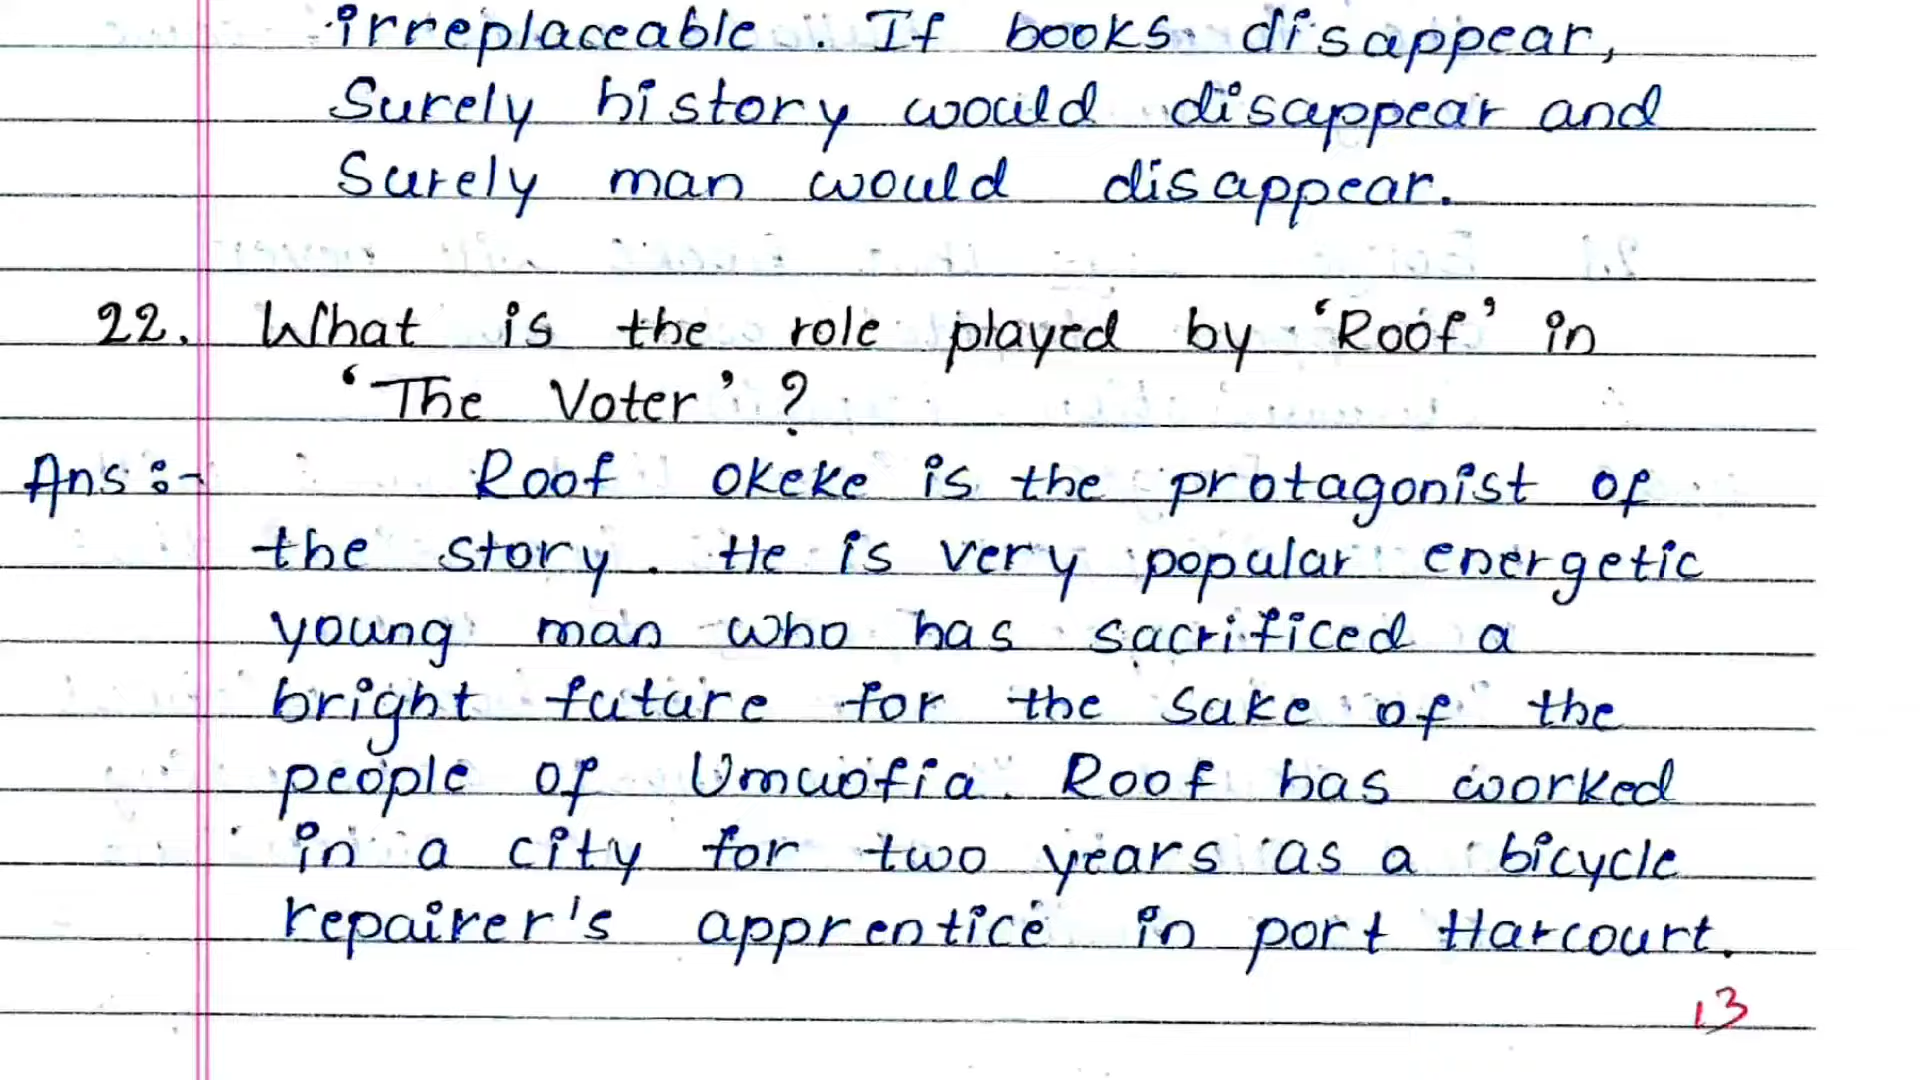 irreplaceable. If books disappear,
Surely history would disappear and
Surely man would disappear.
22. What is the role played by 'Roof' in
'The Voter'?
Ans:- Roof okeke is the protagonist of
the story. He is very popular energetic
young man who has sacrificed a
bright future for the sake of the
people of Umuofia. Roof has worked
in a city for two years as a bicycle
repairer's apprentice in port Harcourt.
13